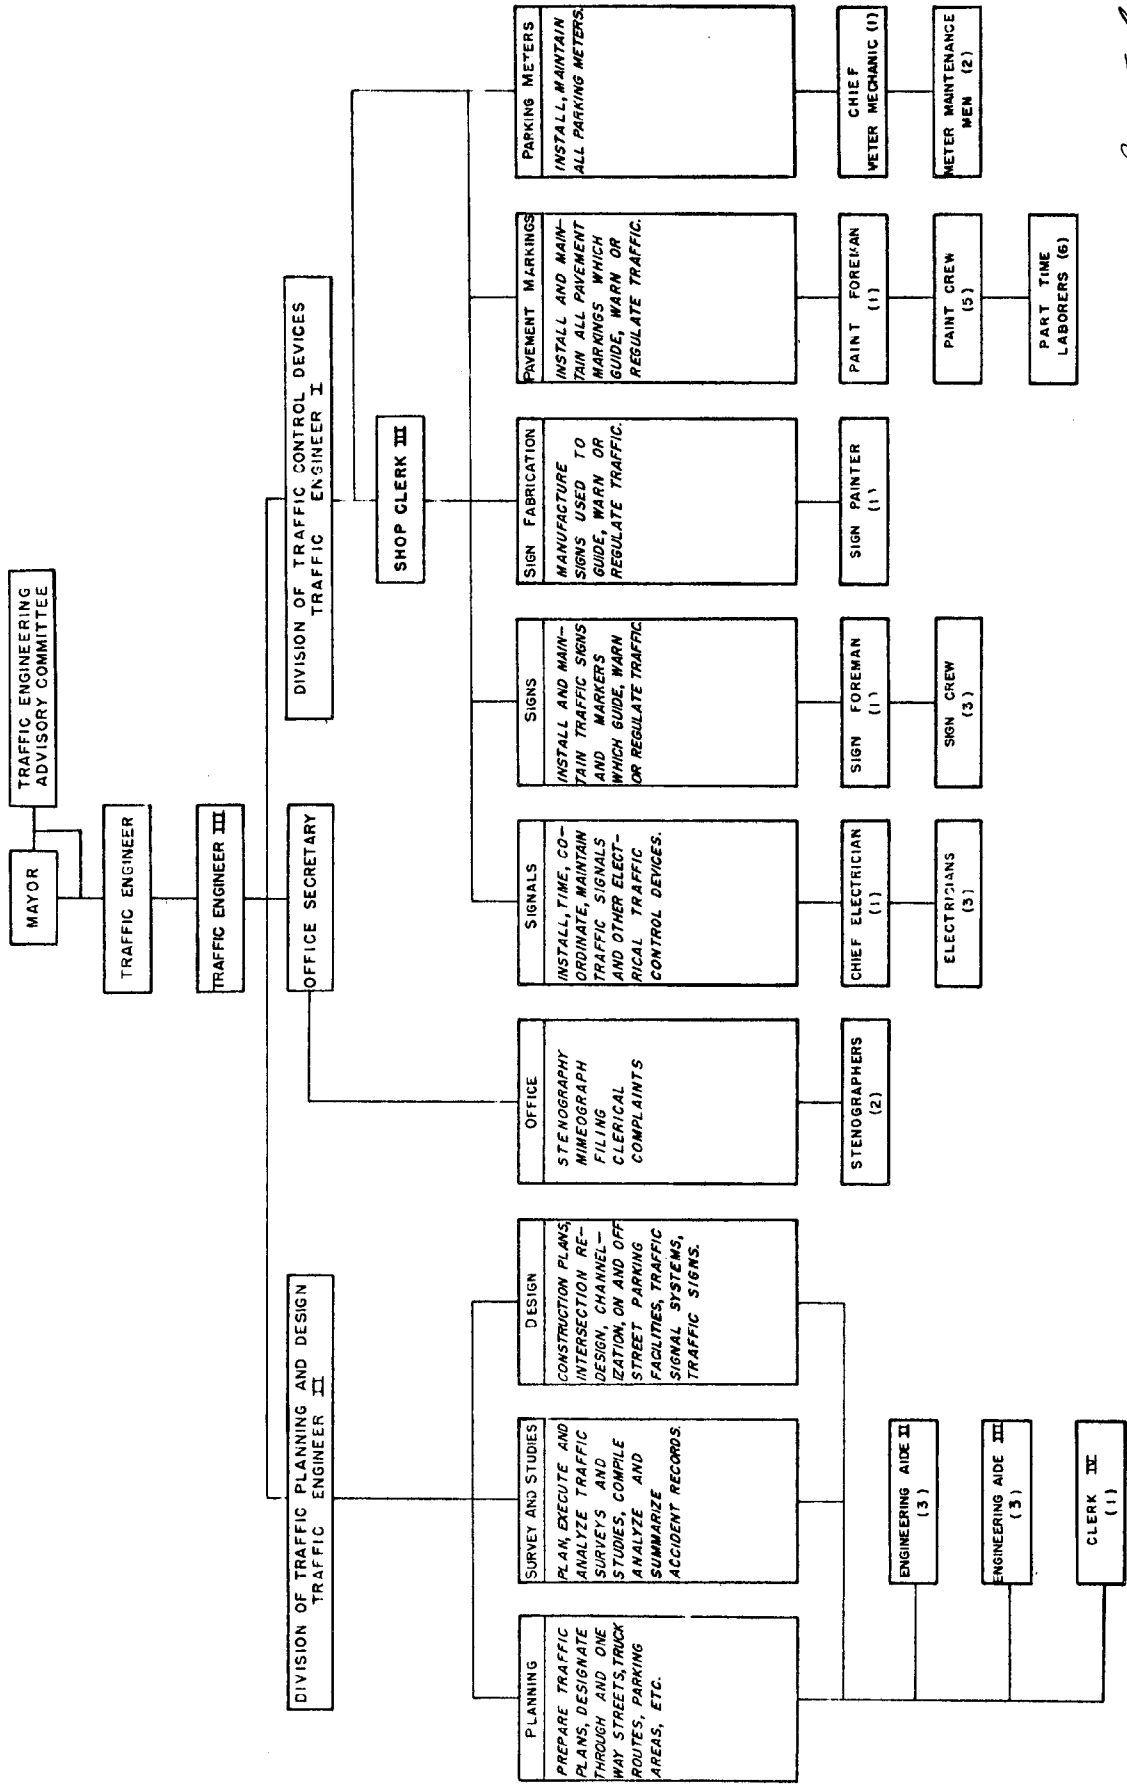 TRAFFIC ENGINEERING
ADVISORY COMMITTEE
MAYOR
TRAFFIC ENGINEER
TRAFFIC ENGINEER III
OFFICE SECRETARY
DIVISION OF TRAFFIC PLANNING AND DESIGN
TRAFFIC ENGINEER II
DIVISION OF TRAFFIC CONTROL DEVICES
TRAFFIC ENGINEER I
SHOP CLERK III
PLANNING
PREPARE TRAFFIC
PLANS, DESIGNATE
THROUGH AND ONE
WAY STREETS, TRUCK
ROUTES, PARKING
AREAS, ETC.
SURVEY AND STUDIES
PLAN, EXECUTE AND
ANALYZE TRAFFIC
SURVEYS AND
STUDIES, COMPILE
ANALYZE AND
SUMMARIZE
ACCIDENT RECORDS.
DESIGN
CONSTRUCTION PLANS,
INTERSECTION RE-
DESIGN, CHANNEL-
IZATION, ON AND OFF
STREET PARKING
FACILITIES, TRAFFIC
SIGNAL SYSTEMS,
TRAFFIC SIGNS.
OFFICE
STENOGRAPHY
MIMEOGRAPH
FILING
CLERICAL
COMPLAINTS
SIGNALS
INSTALL, TIME, CO-
ORDINATE, MAINTAIN
TRAFFIC SIGNALS
AND OTHER ELECT-
RICAL TRAFFIC
CONTROL DEVICES.
SIGNS
INSTALL AND MAIN-
TAIN TRAFFIC SIGNS
AND MARKERS
WHICH GUIDE, WARN
OR REGULATE TRAFFIC.
SIGN FABRICATION
MANUFACTURE
SIGNS USED TO
GUIDE, WARN OR
REGULATE TRAFFIC.
PAVEMENT MARKINGS
INSTALL AND MAIN-
TAIN ALL PAVEMENT
MARKINGS WHICH
GUIDE, WARN OR
REGULATE TRAFFIC.
PARKING METERS
INSTALL, MAINTAIN
ALL PARKING METERS.
ENGINEERING AIDE II
(3)
ENGINEERING AIDE III
(3)
CLERK IV
(1)
STENOGRAPHERS
(2)
CHIEF ELECTRICIAN
(1)
ELECTRICIANS
(3)
SIGN FOREMAN
(1)
SIGN CREW
(3)
SIGN PAINTER
(1)
PAINT FOREMAN
(1)
PAINT CREW
(5)
PART TIME
LABORERS (6)
CHIEF
METER MECHANIC (1)
METER MAINTENANCE
MEN (2)